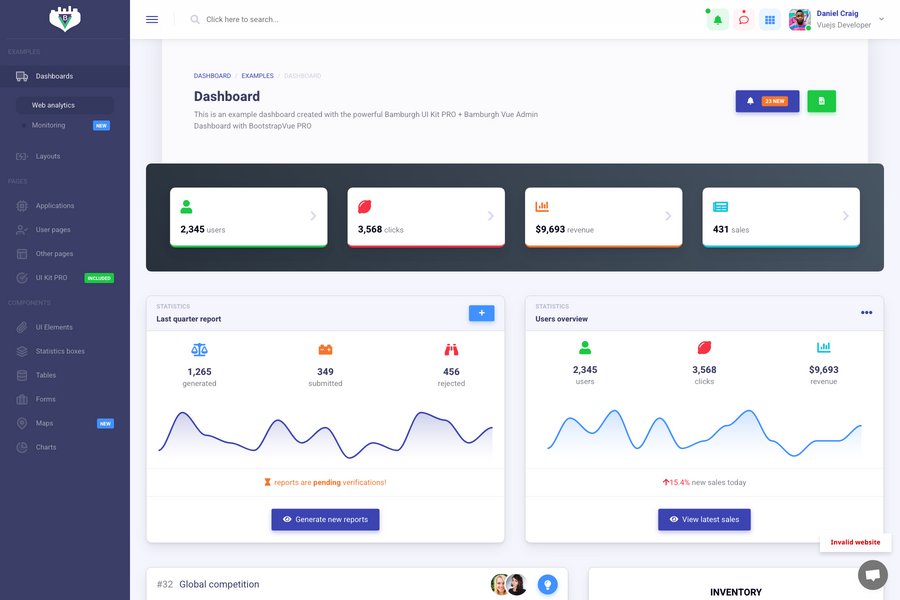 B
EXAMPLES
Dashboards
Web analytics
Monitoring NEW
Layouts
PAGES
Applications
User pages
Other pages
UI Kit PRO INCLUDED
COMPONENTS
UI Elements
Statistics boxes
Tables
Forms
Maps NEW
Charts
Click here to search...
Daniel Craig
Vuejs Developer
DASHBOARD / EXAMPLES / DASHBOARD
Dashboard
This is an example dashboard created with the powerful Bamburgh UI Kit PRO + Bamburgh Vue Admin
Dashboard with BootstrapVue PRO
23 NEW
2,345 users
3,568 clicks
$9,693 revenue
431 sales
STATISTICS
Last quarter report
1,265
generated
349
submitted
456
rejected
reports are pending verifications!
Generate new reports
STATISTICS
Users overview
2,345
users
3,568
clicks
$9,693
revenue
15.4% new sales today
View latest sales
Invalid website
#32 Global competition
INVENTORY